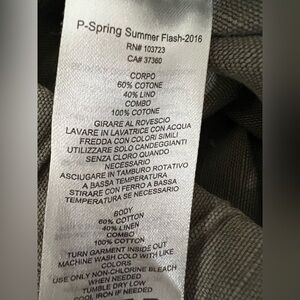 P-Spring Summer Flash-2016
RN# 103723
CA# 37360
CORPO
60% COTONE
40% LINO
COMBO
100% COTONE
GIRARE AL ROVESCIO
LAVARE IN LAVATRICE CON ACQUA
FREDDA CON COLORI SIMILI
UTILIZZARE SOLO CANDEGGIANTI
SENZA CLORO QUANDO
NECESSARIO
ASCIUGARE IN TAMBURO ROTATIVO
A BASSA TEMPERATURA
STIRARE CON FERRO A BASSA
TEMPERATURA SE NECESSARIO
BODY
60% COTTON
40% LINEN
COMBO
100% COTTON
TURN GARMENT INSIDE OUT
MACHINE WASH COLD WITH LIKE
COLORS
USE ONLY NON-CHLORINE BLEACH
WHEN NEEDED
TUMBLE DRY LOW
COOL IRON IF NEEDED